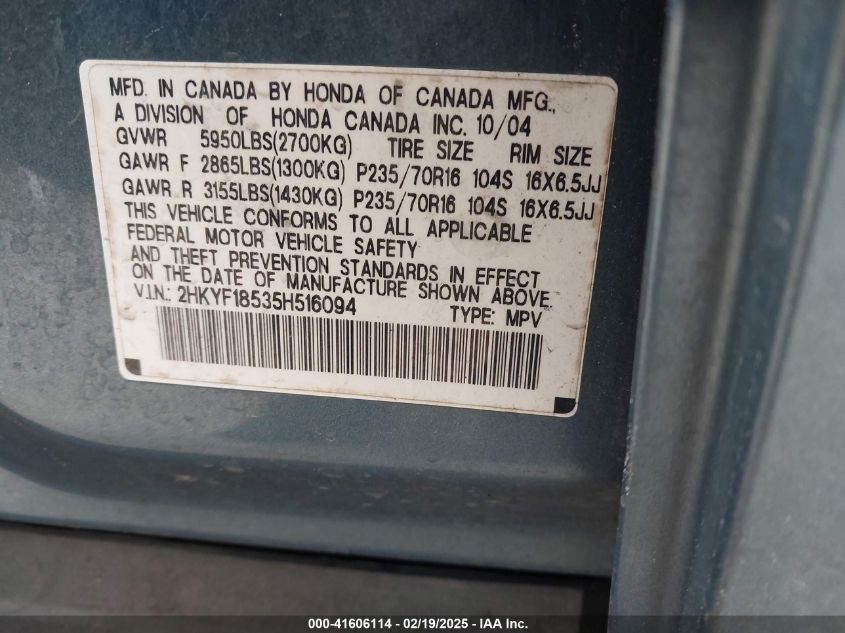 MFD. IN CANADA BY HONDA OF CANADA MFG.,
A DIVISION OF HONDA CANADA INC. 10/04
GVWR 5950LBS(2700KG) TIRE SIZE RIM SIZE
GAWR F 2865LBS(1300KG) P235/70R16 104S 16X6.5JJ
GAWR R 3155LBS(1430KG) P235/70R16 104S 16X6.5JJ
THIS VEHICLE CONFORMS TO ALL APPLICABLE
FEDERAL MOTOR VEHICLE SAFETY
AND THEFT PREVENTION STANDARDS IN EFFECT
ON THE DATE OF MANUFACTURE SHOWN ABOVE.
V.I.N.: 2HKYF18535H516094 TYPE: MPV
000-41606114 - 02/19/2025 - IAA Inc.